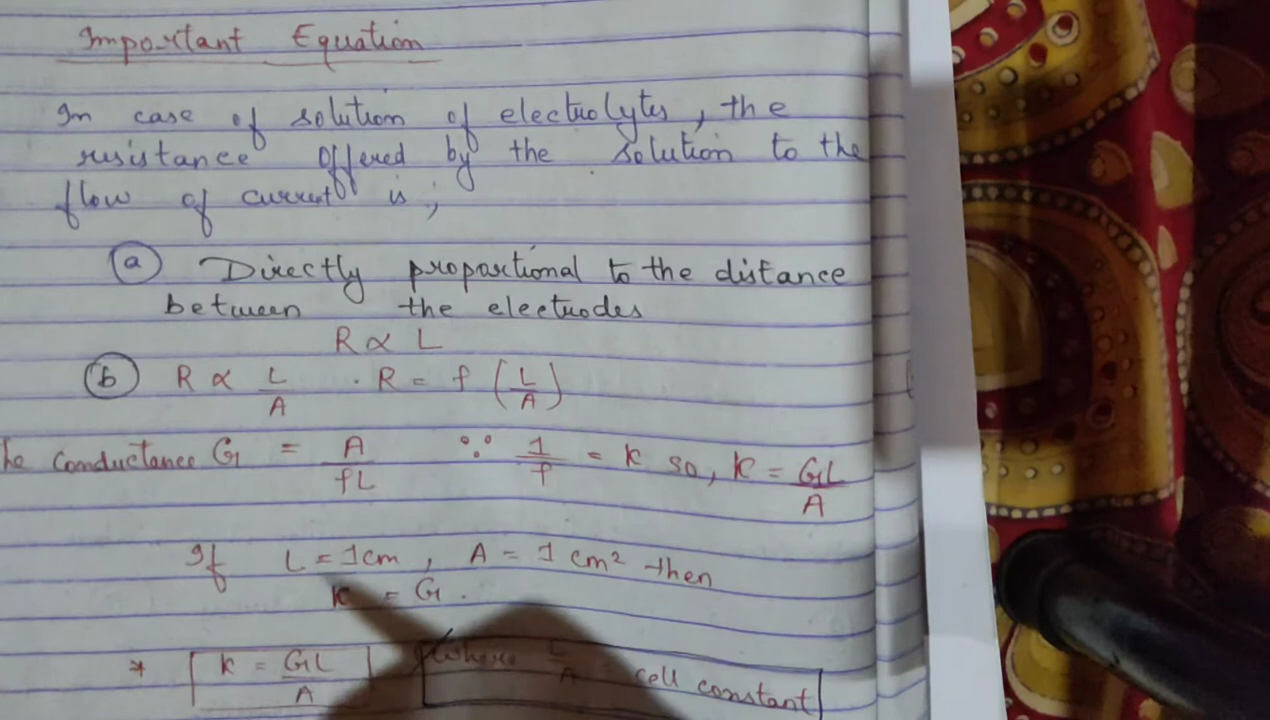 Important Equation
In case of solution of electrolytes, the
resistance offered by the solution to the
flow of current is ;
(a) Directly proportional to the distance
between the electrodes
R ∝ L
(b) R ∝ L/A . R = f (L/A)
he Conductance G = A/fL ∵ 1/f = K so, K = GL/A
If L = 1cm , A = 1 cm² then
K = G .
* K = GL/A where L/A cell constant